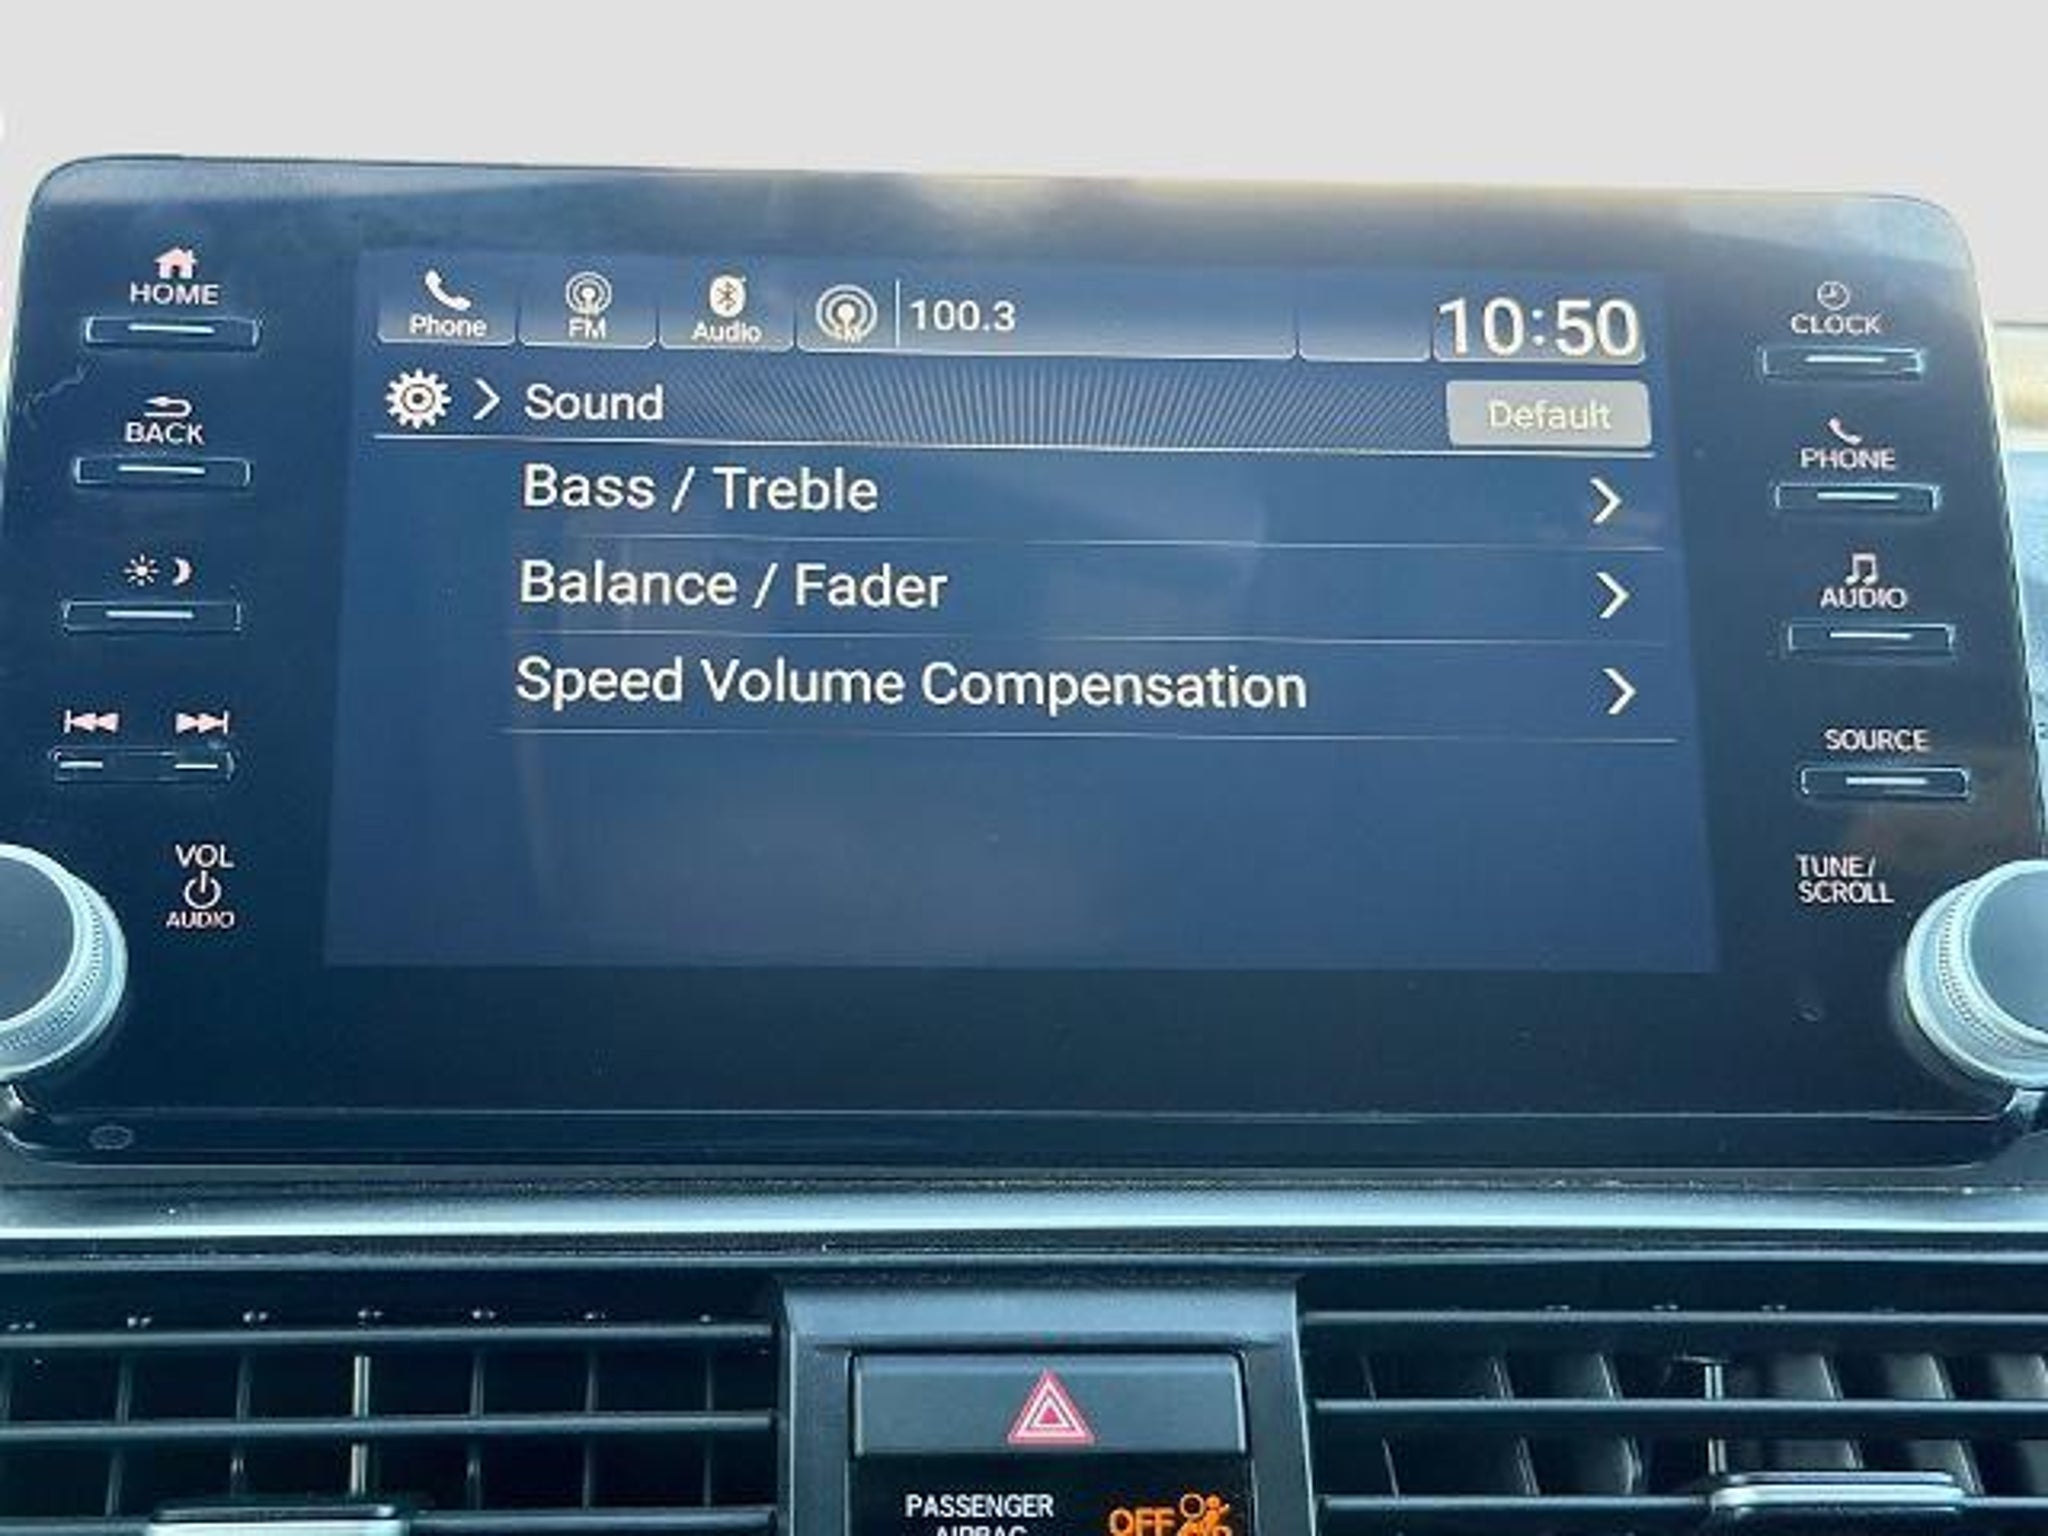 HOME
BACK
VOL
AUDIO
Phone
FM
Audio
100.3
10:50
Sound
Default
Bass / Treble
Balance / Fader
Speed Volume Compensation
CLOCK
PHONE
AUDIO
SOURCE
TUNE/
SCROLL
PASSENGER
AIRBAG
OFF